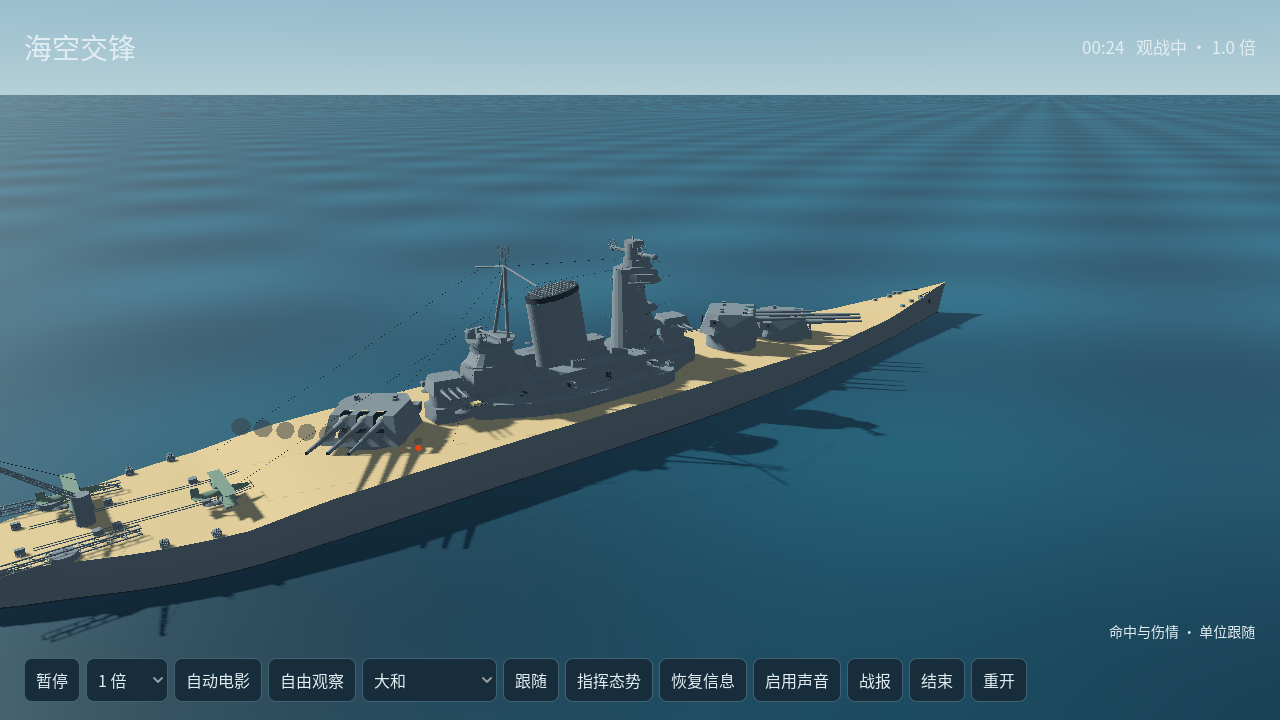 海空交锋
00:24 观战中 · 1.0 倍
命中与伤情 · 单位跟随
暂停 1 倍 自动电影 自由观察 大和 跟随 指挥态势 恢复信息 启用声音 战报 结束 重开